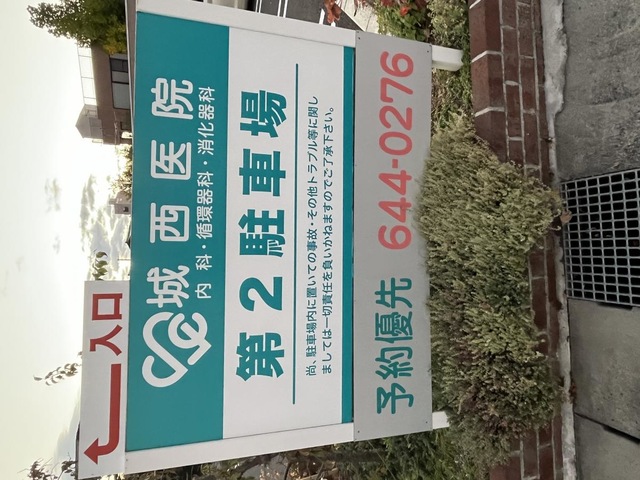 入口
城西医院
内科・循環器科・消化器科
第2駐車場
尚、駐車場内に置いての事故・その他トラブル等に関し
ましては一切責任を負いかねますのでご了承下さい。
予約優先 644-0276